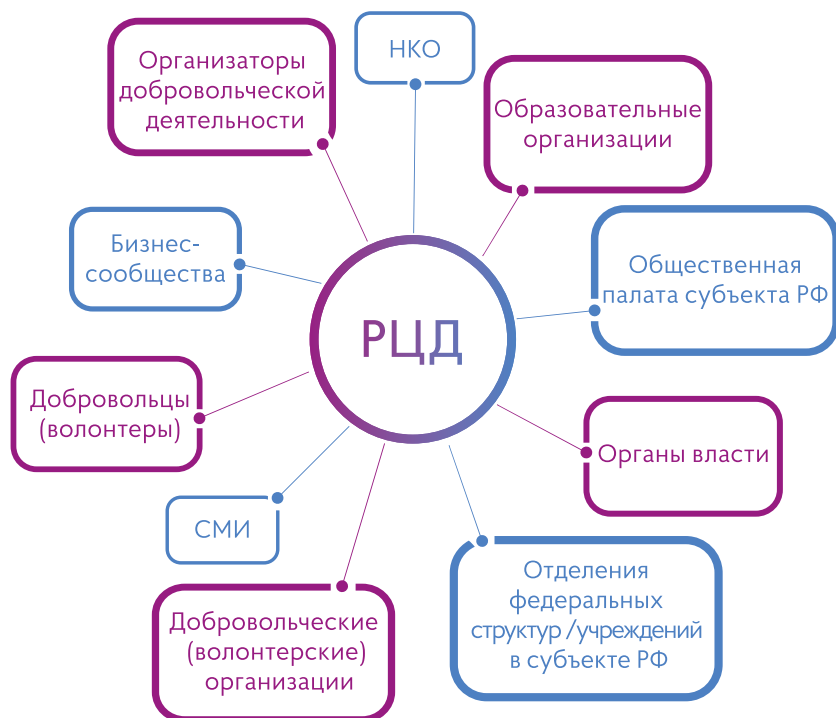 НКО
Организаторы
добровольческой
деятельности
Образовательные
организации
Бизнес-
сообщества
Общественная
палата субъекта РФ
РЦД
Добровольцы
(волонтеры)
Органы власти
СМИ
Отделения
федеральных
структур /учреждений
в субъекте РФ
Добровольческие
(волонтерские)
организации